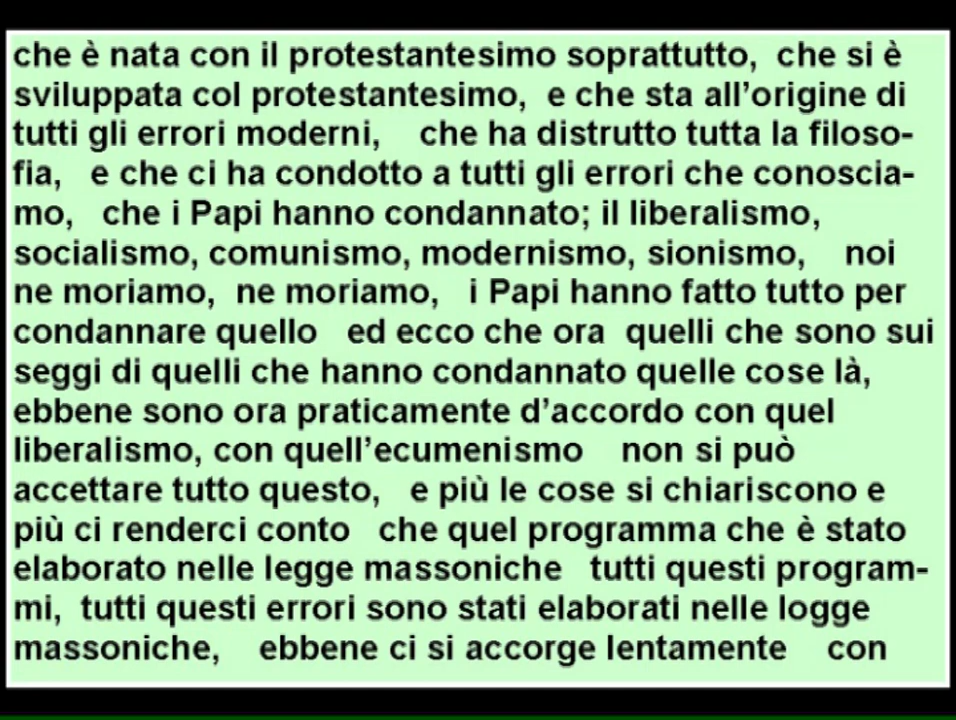 che è nata con il protestantesimo soprattutto, che si è
sviluppata col protestantesimo, e che sta all'origine di
tutti gli errori moderni, che ha distrutto tutta la filoso-
fia, e che ci ha condotto a tutti gli errori che conoscia-
mo, che i Papi hanno condannato; il liberalismo,
socialismo, comunismo, modernismo, sionismo, noi
ne moriamo, ne moriamo, i Papi hanno fatto tutto per
condannare quello ed ecco che ora quelli che sono sui
seggi di quelli che hanno condannato quelle cose là,
ebbene sono ora praticamente d'accordo con quel
liberalismo, con quell'ecumenismo non si può
accettare tutto questo, e più le cose si chiariscono e
più ci renderci conto che quel programma che è stato
elaborato nelle legge massoniche tutti questi program-
mi, tutti questi errori sono stati elaborati nelle logge
massoniche, ebbene ci si accorge lentamente con